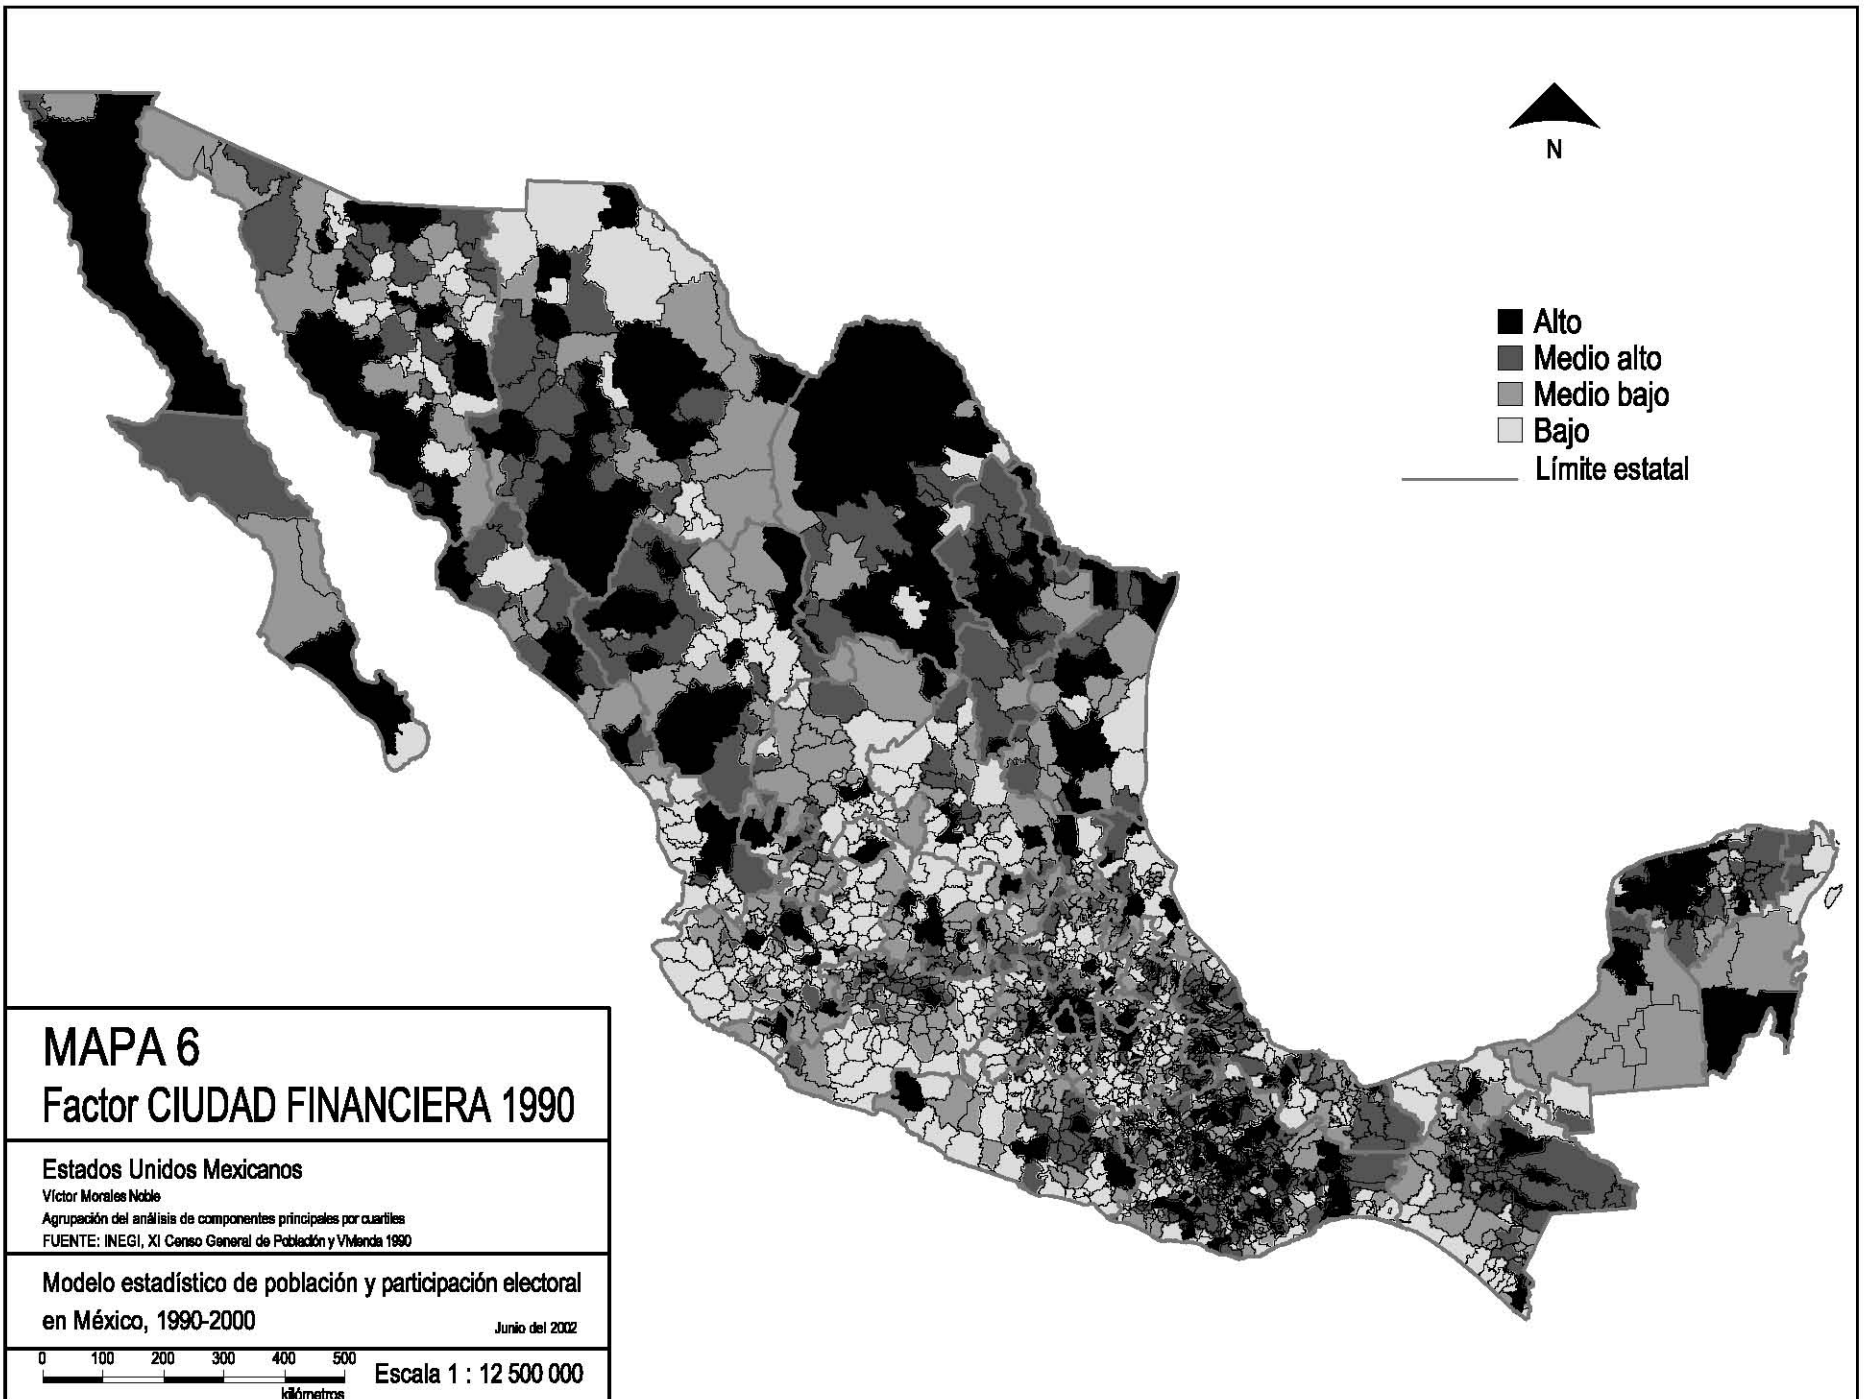 N
Alto
Medio alto
Medio bajo
Bajo
Límite estatal
MAPA 6
Factor CIUDAD FINANCIERA 1990
Estados Unidos Mexicanos
Víctor Morales Noble
Agrupación del análisis de componentes principales por cuartiles
FUENTE: INEGI, XI Censo General de Población y Vivienda 1990
Modelo estadístico de población y participación electoral
en México, 1990-2000
Junio del 2002
0 100 200 300 400 500
kilómetros
Escala 1 : 12 500 000